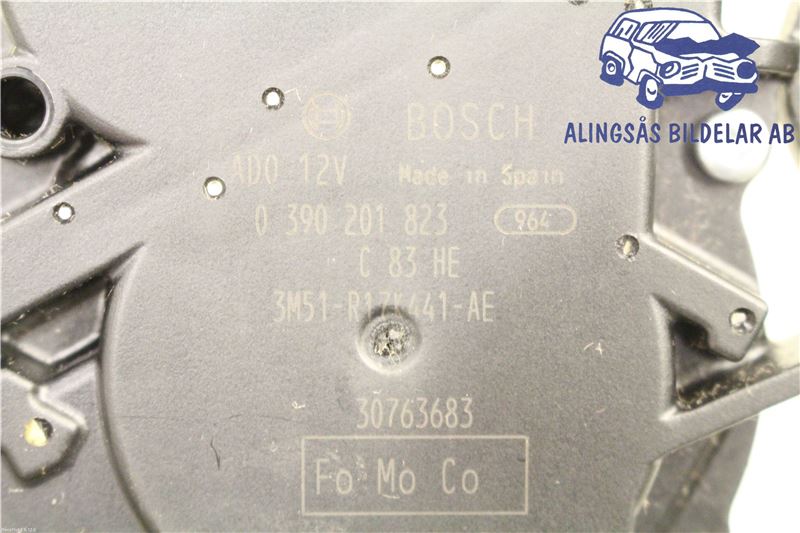 ALINGSÅS BILDELAR AB
BOSCH
AD0 12V Made in Spain
0 390 201 823 964
C 83 HE
3M51-R17K441-AE
30763683
Fo Mo Co